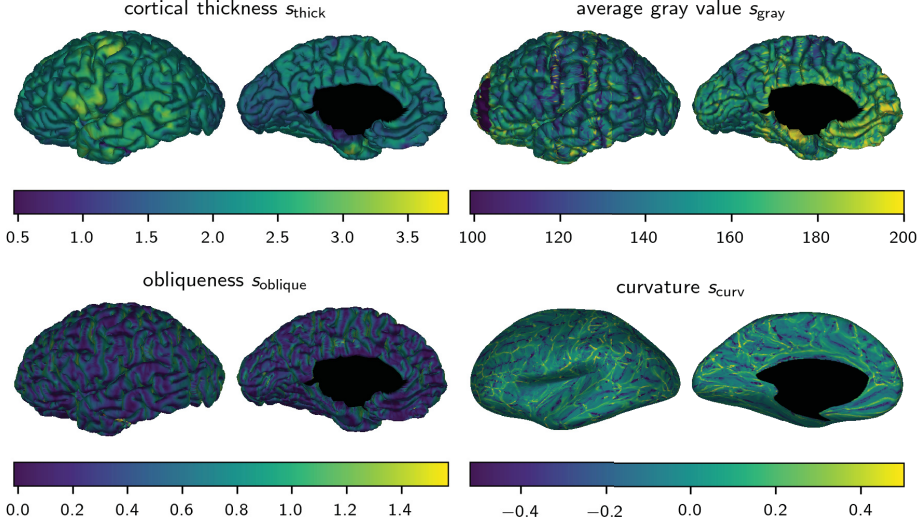 cortical thickness s_thick
average gray value s_gray
0.5 1.0 1.5 2.0 2.5 3.0 3.5
100 120 140 160 180 200
obliqueness s_oblique
curvature s_curv
0.0 0.2 0.4 0.6 0.8 1.0 1.2 1.4
−0.4 −0.2 0.0 0.2 0.4